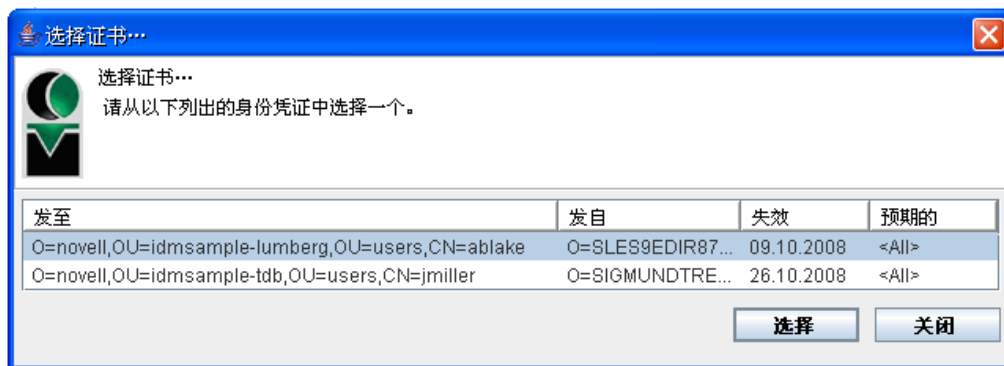 选择证书…
选择证书…
请从以下列出的身份凭证中选择一个。
发至 发自 失效 预期的
O=novell,OU=idmsample-lumberg,OU=users,CN=ablake O=SLES9EDIR87... 09.10.2008 <All>
O=novell,OU=idmsample-tdb,OU=users,CN=jmiller O=SIGMUNDTRE... 26.10.2008 <All>
选择 关闭